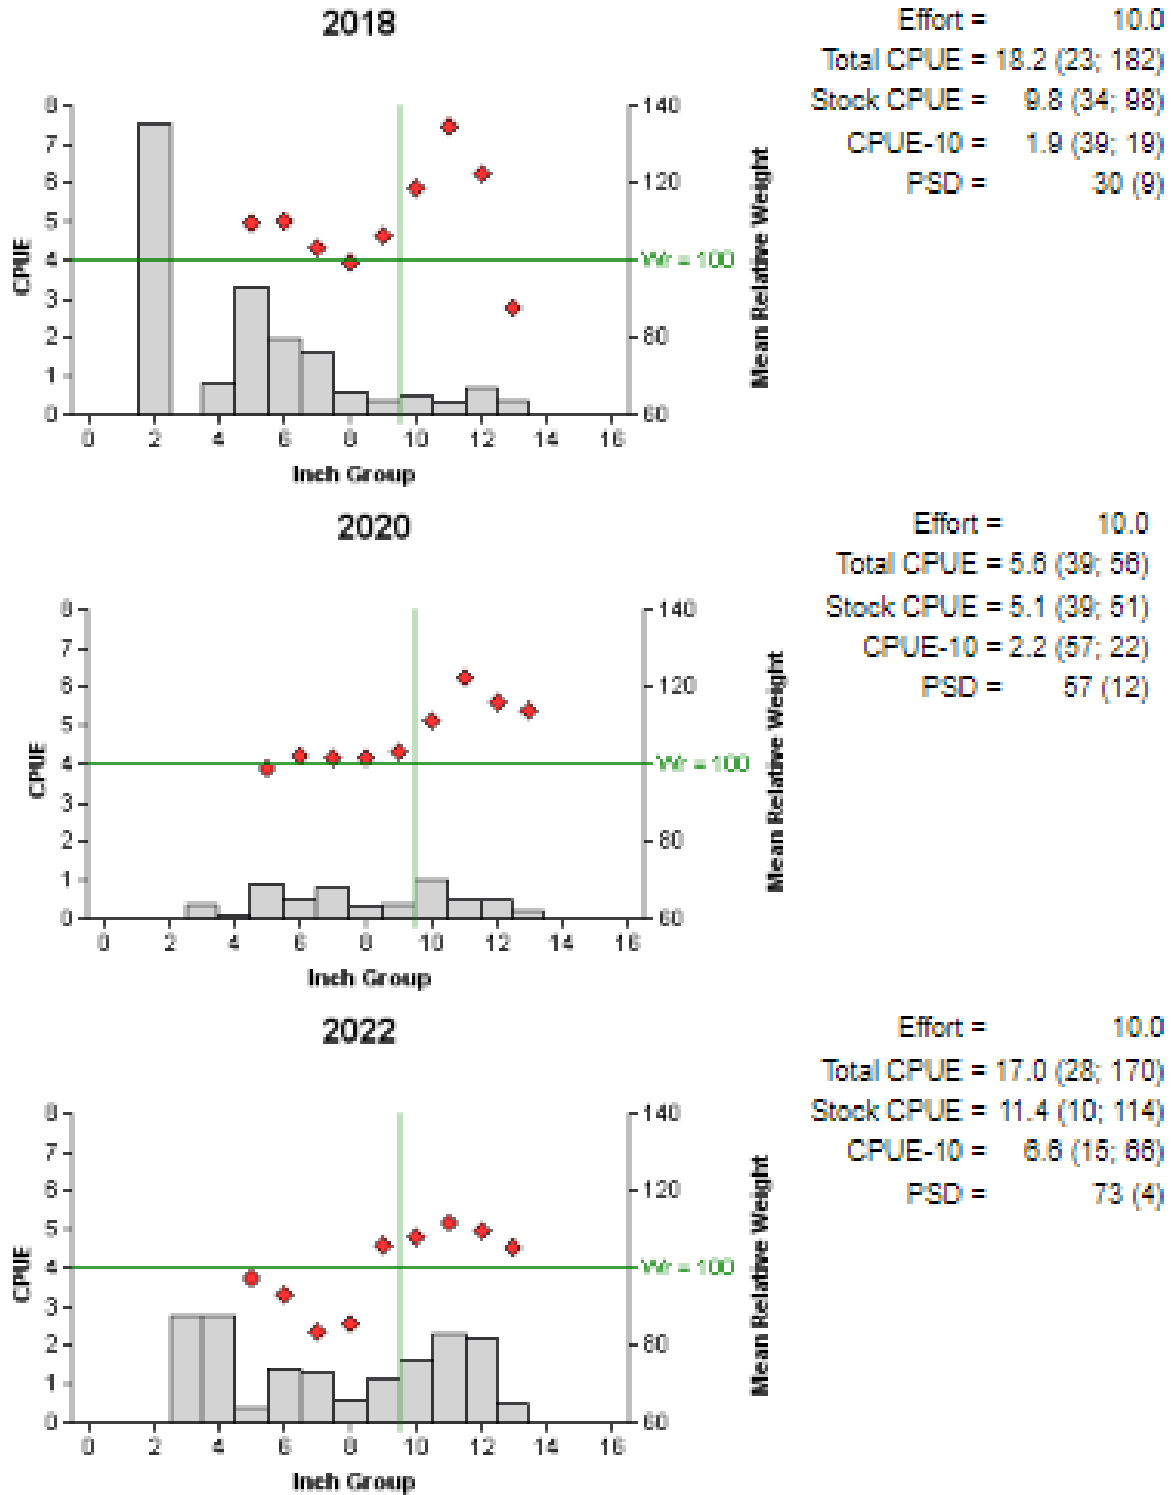 2018
Effort = 10.0
Total CPUE = 18.2 (23; 182)
Stock CPUE = 9.8 (34; 98)
CPUE-10 = 1.9 (39; 19)
PSD = 30 (9)
8 140
7
6 120
5
4 Wr = 100
3
2 80
1
0 60
CPUE
Mean Relative Weight
0 2 4 6 8 10 12 14 16
Inch Group
2020
Effort = 10.0
Total CPUE = 5.6 (39; 56)
Stock CPUE = 5.1 (39; 51)
CPUE-10 = 2.2 (57; 22)
PSD = 57 (12)
8 140
7
6 120
5
4 Wr = 100
3
2 80
1
0 60
CPUE
Mean Relative Weight
0 2 4 6 8 10 12 14 16
Inch Group
2022
Effort = 10.0
Total CPUE = 17.0 (28; 170)
Stock CPUE = 11.4 (10; 114)
CPUE-10 = 6.6 (15; 66)
PSD = 73 (4)
8 140
7
6 120
5
4 Wr = 100
3
2 80
1
0 60
CPUE
Mean Relative Weight
0 2 4 6 8 10 12 14 16
Inch Group